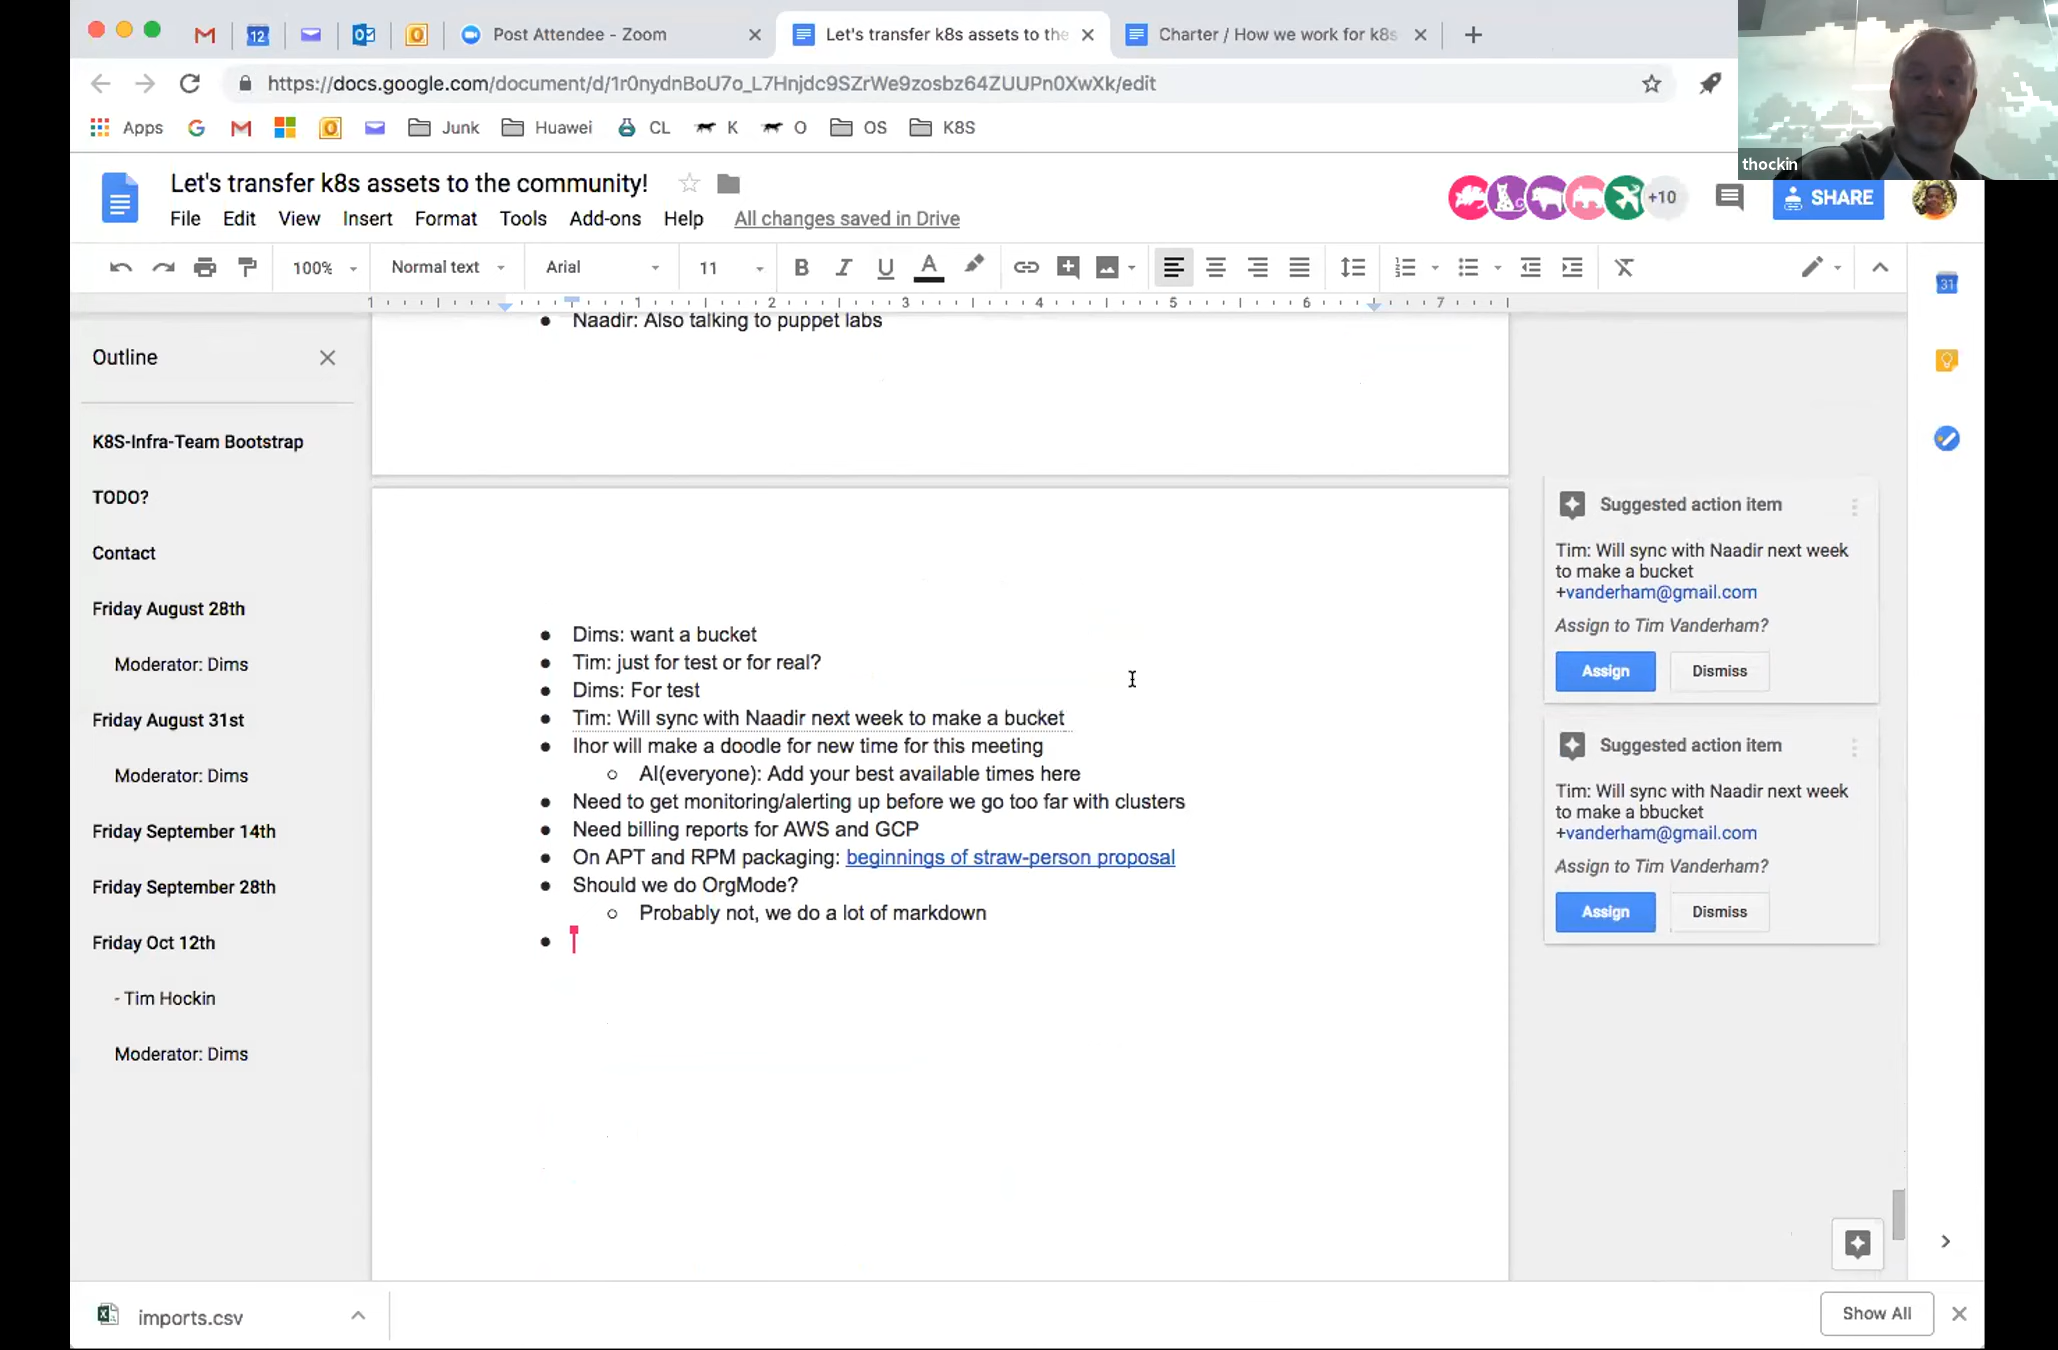 12
Post Attendee - Zoom
Let's transfer k8s assets to the
Charter / How we work for k8s
https://docs.google.com/document/d/1r0nydnBoU7o_L7Hnjdc9SZrWe9zosbz64ZUUPn0XwXk/edit
Apps
Junk
Huawei
CL
K
O
OS
K8S
thockin
Let's transfer k8s assets to the community!
File Edit View Insert Format Tools Add-ons Help All changes saved in Drive
+10
SHARE
100% Normal text Arial 11 B I U A
1 1 2 3 4 5 6 7
31
Outline
K8S-Infra-Team Bootstrap
TODO?
Contact
Friday August 28th
Moderator: Dims
Friday August 31st
Moderator: Dims
Friday September 14th
Friday September 28th
Friday Oct 12th
- Tim Hockin
Moderator: Dims
● Naadir: Also talking to puppet labs
● Dims: want a bucket
● Tim: just for test or for real?
● Dims: For test
● Tim: Will sync with Naadir next week to make a bucket
● Ihor will make a doodle for new time for this meeting
○ AI(everyone): Add your best available times here
● Need to get monitoring/alerting up before we go too far with clusters
● Need billing reports for AWS and GCP
● On APT and RPM packaging: beginnings of straw-person proposal
● Should we do OrgMode?
○ Probably not, we do a lot of markdown
●
Suggested action item
Tim: Will sync with Naadir next week
to make a bucket
+vanderham@gmail.com
Assign to Tim Vanderham?
Assign Dismiss
Suggested action item
Tim: Will sync with Naadir next week
to make a bbucket
+vanderham@gmail.com
Assign to Tim Vanderham?
Assign Dismiss
imports.csv
Show All